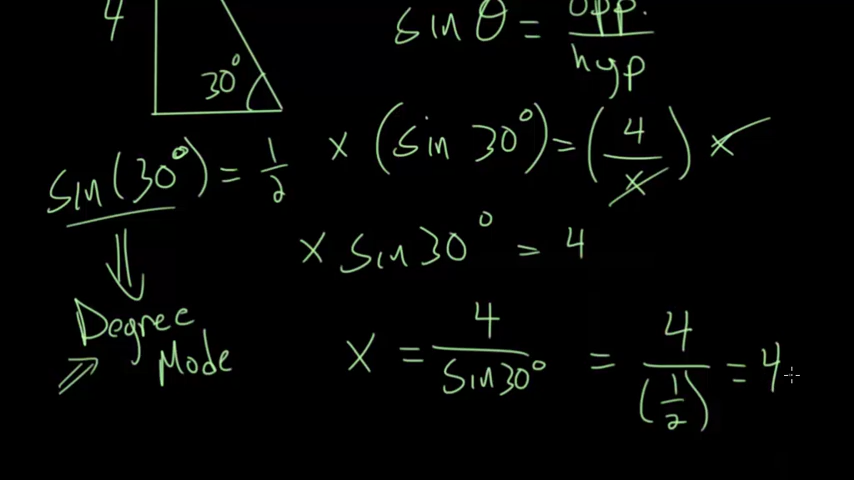 4
sin θ = opp. / hyp
30°
sin(30°) = 1/2
x (sin 30°) = (4/x) x
x sin 30° = 4
Degree Mode
x = 4 / sin 30° = 4 / (1/2) = 4